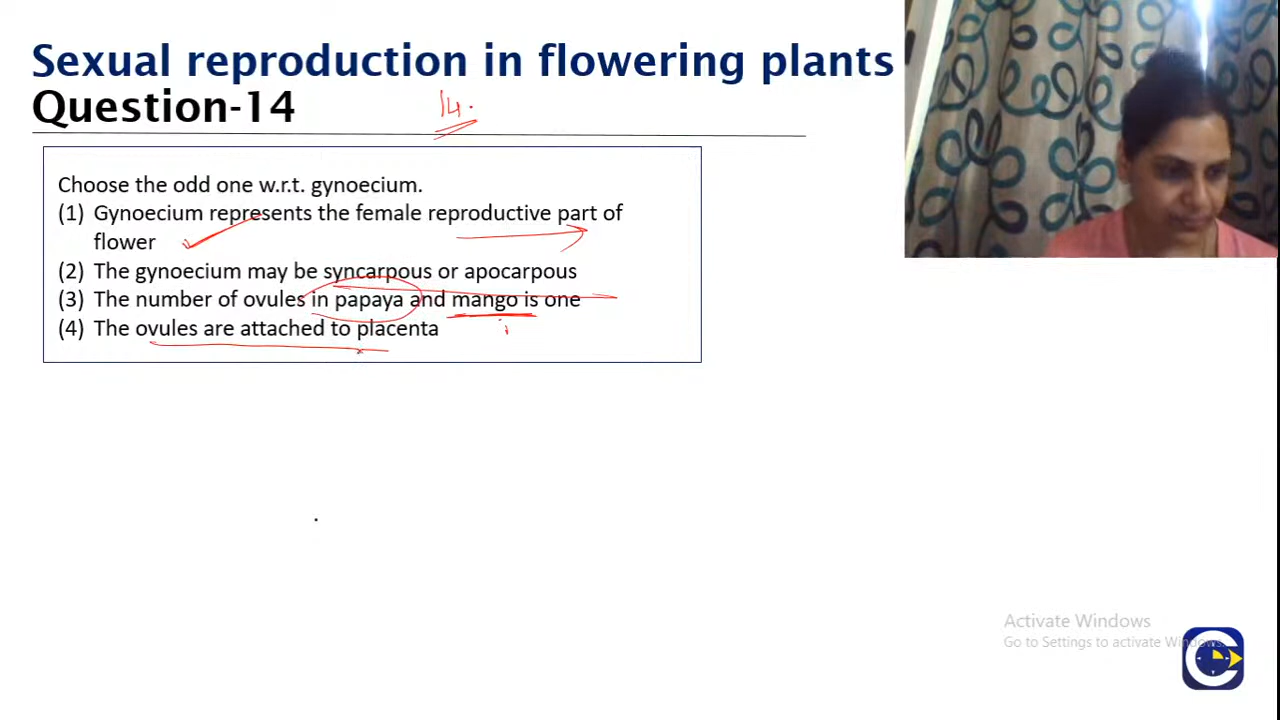 Sexual reproduction in flowering plants
Question-14
14.
Choose the odd one w.r.t. gynoecium.
(1) Gynoecium represents the female reproductive part of
flower
(2) The gynoecium may be syncarpous or apocarpous
(3) The number of ovules in papaya and mango is one
(4) The ovules are attached to placenta
Activate Windows
Go to Settings to activate Windows.